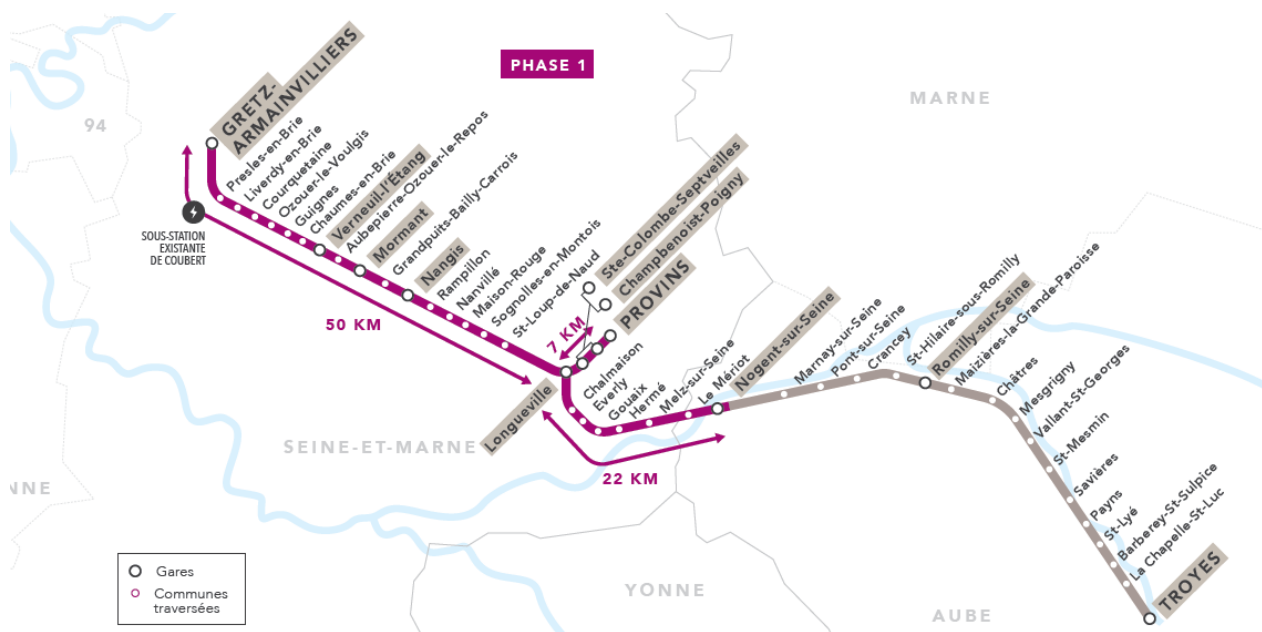 PHASE 1
MARNE
94
GRETZ-
ARMAINVILLIERS
Presles-en-Brie
Liverdy-en-Brie
Courquetaine
Ozouer-le-Voulgis
Guignes
Chaumes-en-Brie
Verneuil-l'Étang
Aubepierre-Ozouer-le-Repos
Mormant
Grandpuits-Bailly-Carrois
Nangis
Rampillon
Nanvillé
Maison-Rouge
Sognolles-en-Montois
St-Loup-de-Naud
Ste-Colombe-Septveilles
Champbenoist-Poigny
PROVINS
7 KM
SOUS-STATION
EXISTANTE
DE COUBERT
50 KM
Longueville
Chalmaison
Everly
Gouaix
Hermé
Melz-sur-Seine
Le Mériot
Nogent-sur-Seine
Marnay-sur-Seine
Pont-sur-Seine
Crancey
St-Hilaire-sous-Romilly
Romilly-sur-Seine
Maizières-la-Grande-Paroisse
Châtres
Mesgrigny
Vallant-St-Georges
St-Mesmin
Savières
Payns
St-Lyé
Barberey-St-Sulpice
La Chapelle-St-Luc
TROYES
SEINE-ET-MARNE
22 KM
NNE
YONNE
AUBE
Gares
Communes
traversées